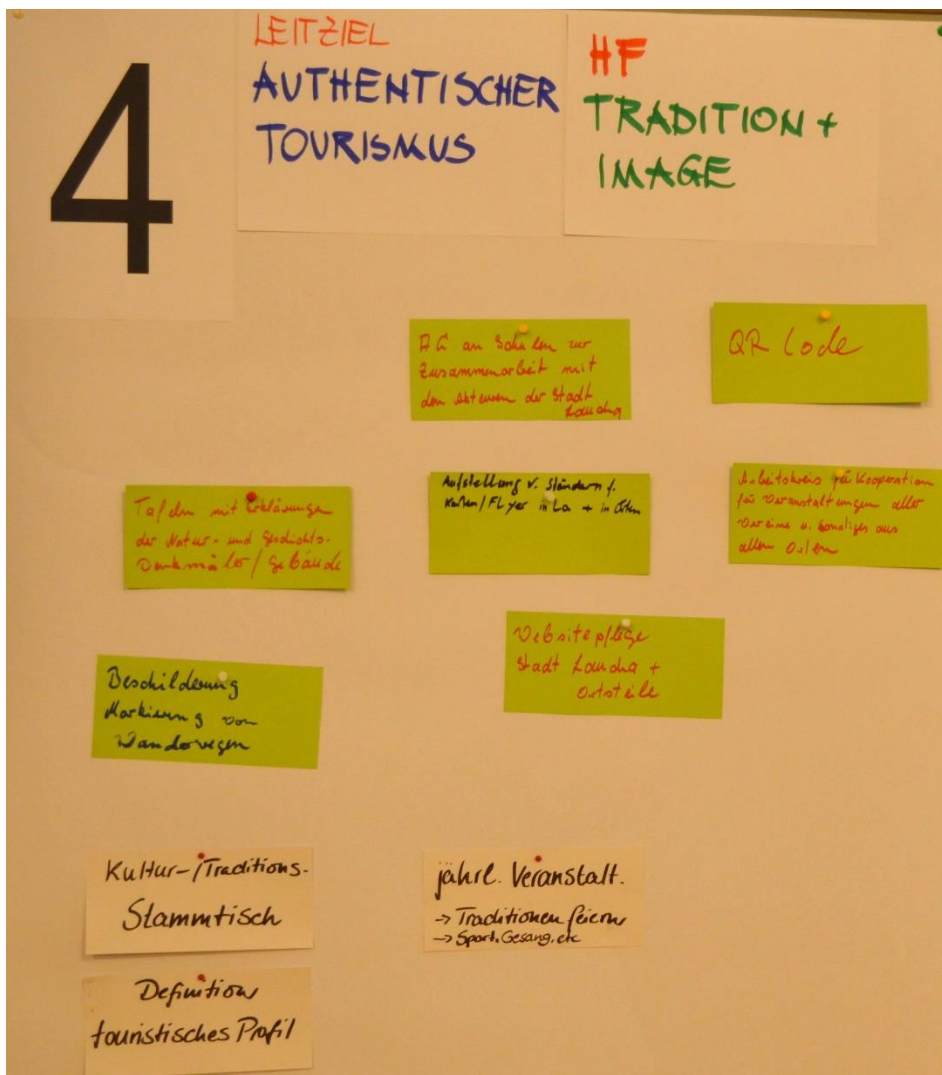 4
LEITZIEL
AUTHENTISCHER
TOURISMUS
HF
TRADITION +
IMAGE
AG an Schulen zur
Zusammenarbeit mit
den Akteuren der Stadt
Laucha
QR Code
Tafeln mit Erklärungen
der Natur- und Geschichts-
Denkmäler/Gebäude
Aufstellung v. Ständern f.
Karten/Flyer in La + in Orten
Arbeitskreis für Kooperation
für Veranstaltungen aller
Vereine u. Sonstiges aus
allen Orten
Websitepflege
Stadt Laucha +
Ortsteile
Beschilderung
Markierung von
Wanderwegen
Kultur-/Traditions-
Stammtisch
jährl. Veranstalt.
-> Traditionen feiern
-> Sport, Gesang, etc
Definition
touristisches Profil